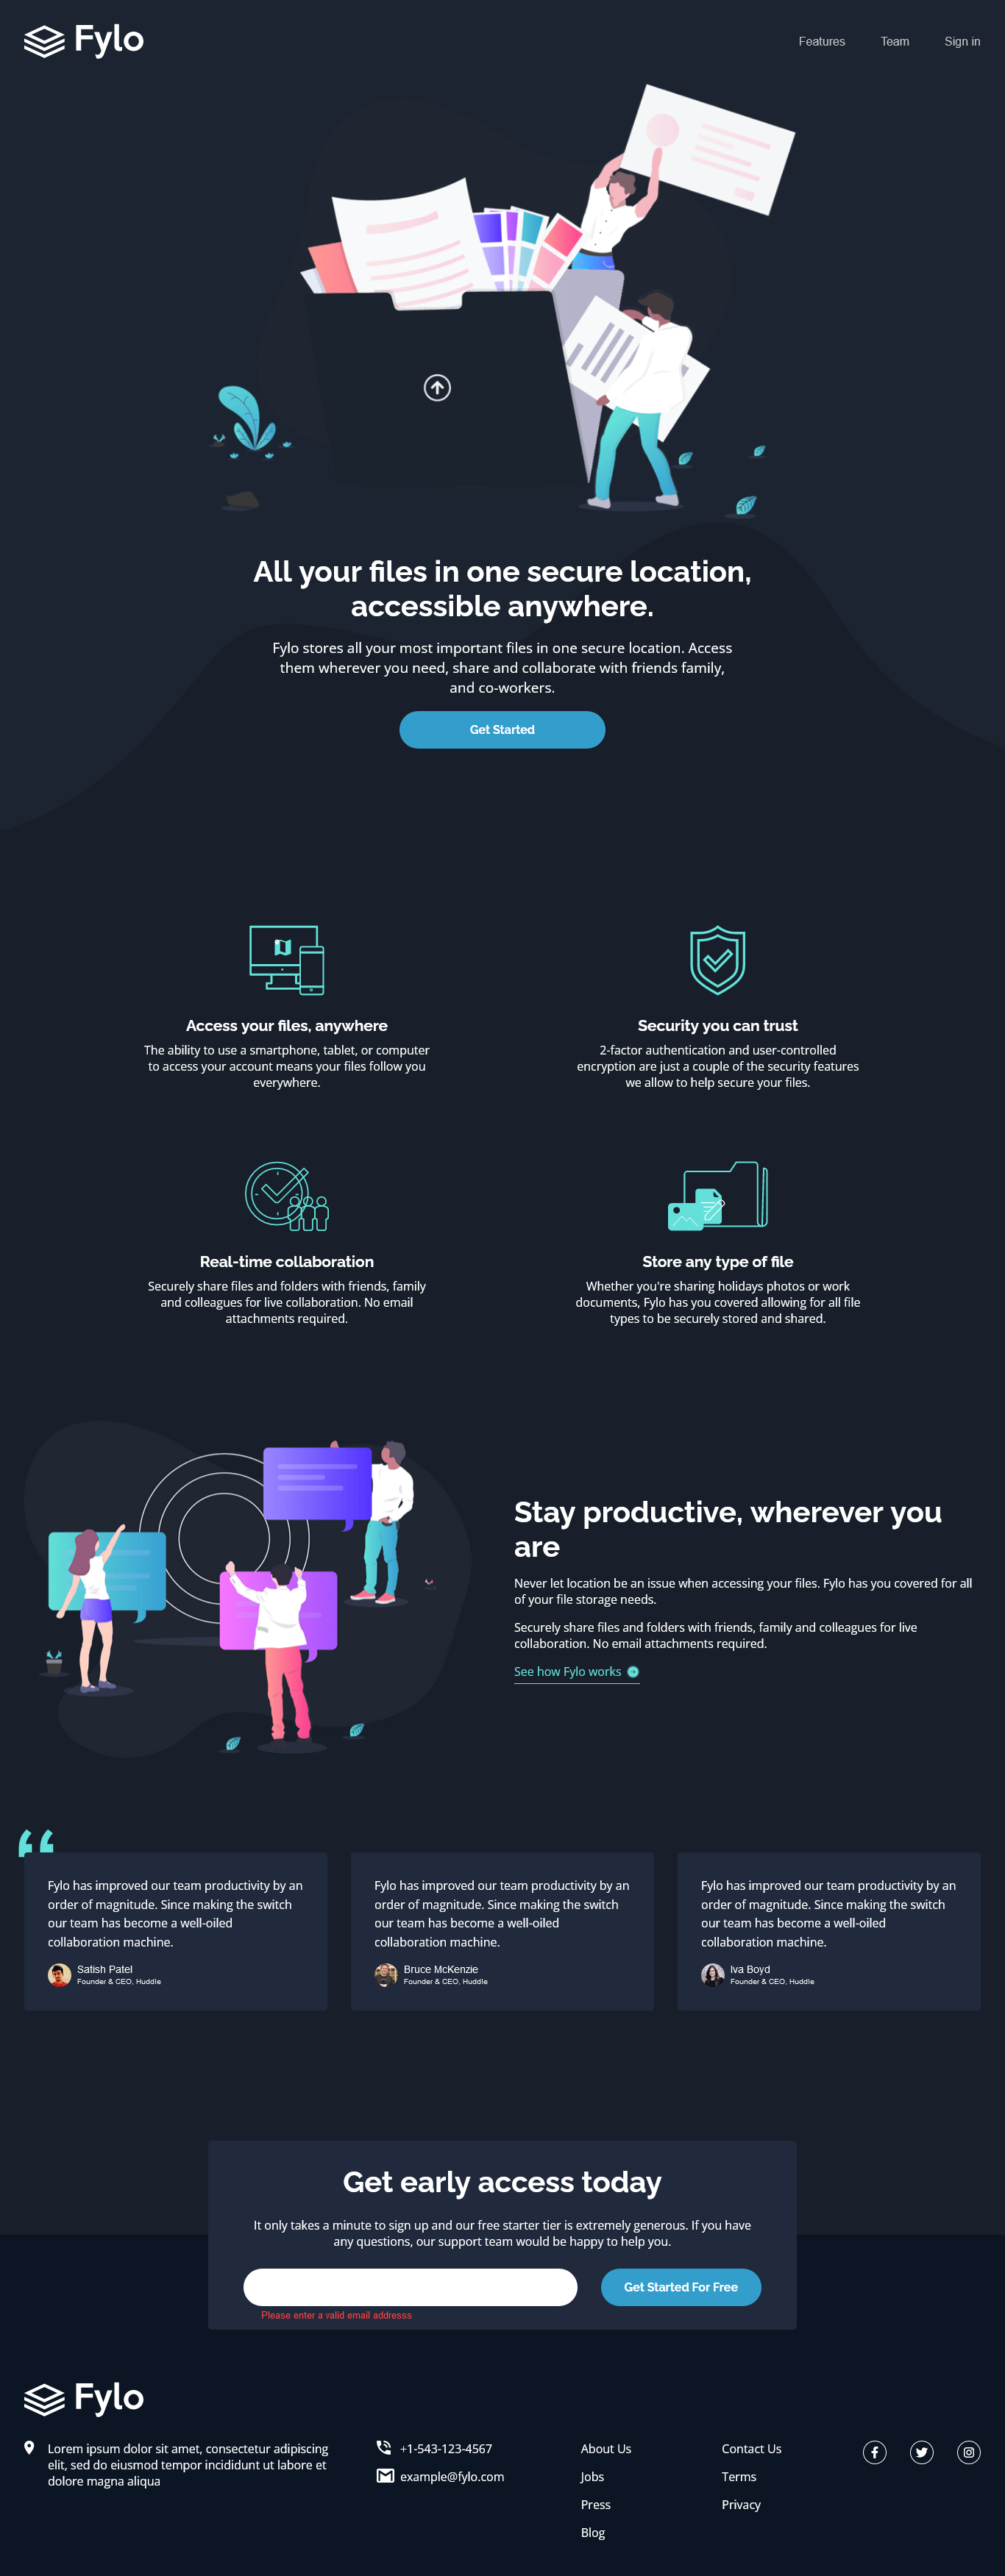 Fylo
Features
Team
Sign in
All your files in one secure location,
accessible anywhere.
Fylo stores all your most important files in one secure location. Access
them wherever you need, share and collaborate with friends family,
and co-workers.
Get Started
Access your files, anywhere
The ability to use a smartphone, tablet, or computer
to access your account means your files follow you
everywhere.
Security you can trust
2-factor authentication and user-controlled
encryption are just a couple of the security features
we allow to help secure your files.
Real-time collaboration
Securely share files and folders with friends, family
and colleagues for live collaboration. No email
attachments required.
Store any type of file
Whether you're sharing holidays photos or work
documents, Fylo has you covered allowing for all file
types to be securely stored and shared.
Stay productive, wherever you
are
Never let location be an issue when accessing your files. Fylo has you covered for all
of your file storage needs.
Securely share files and folders with friends, family and colleagues for live
collaboration. No email attachments required.
See how Fylo works
Fylo has improved our team productivity by an
order of magnitude. Since making the switch
our team has become a well-oiled
collaboration machine.
Satish Patel
Founder & CEO, Huddle
Fylo has improved our team productivity by an
order of magnitude. Since making the switch
our team has become a well-oiled
collaboration machine.
Bruce McKenzie
Founder & CEO, Huddle
Fylo has improved our team productivity by an
order of magnitude. Since making the switch
our team has become a well-oiled
collaboration machine.
Iva Boyd
Founder & CEO, Huddle
Get early access today
It only takes a minute to sign up and our free starter tier is extremely generous. If you have
any questions, our support team would be happy to help you.
Get Started For Free
Please enter a valid email addresss
Fylo
Lorem ipsum dolor sit amet, consectetur adipiscing
elit, sed do eiusmod tempor incididunt ut labore et
dolore magna aliqua
+1-543-123-4567
example@fylo.com
About Us
Jobs
Press
Blog
Contact Us
Terms
Privacy